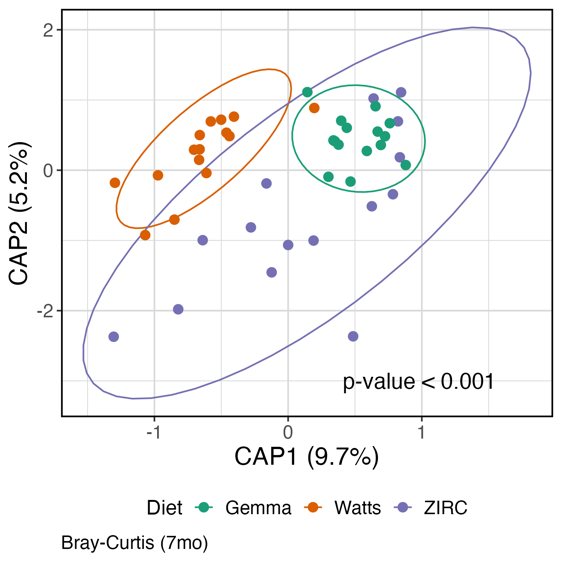 2
0
-2
CAP2 (5.2%)
p-value < 0.001
-1 0 1
CAP1 (9.7%)
Diet Gemma Watts ZIRC
Bray-Curtis (7mo)